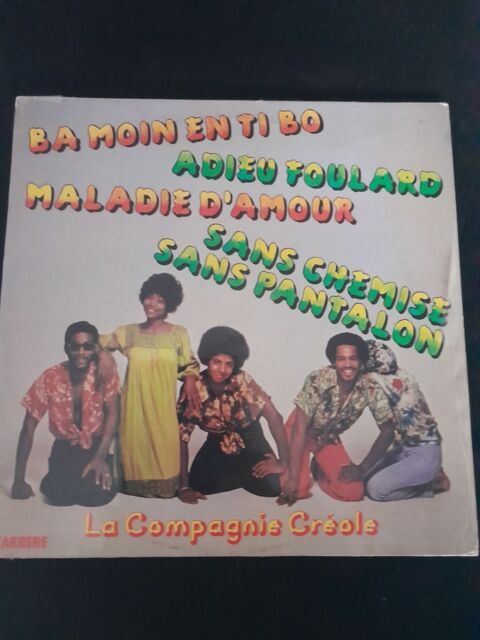 BA MOIN EN TI BO
ADIEU FOULARD
MALADIE D'AMOUR
SANS CHEMISE
SANS PANTALON
La Compagnie Créole
CARRERE